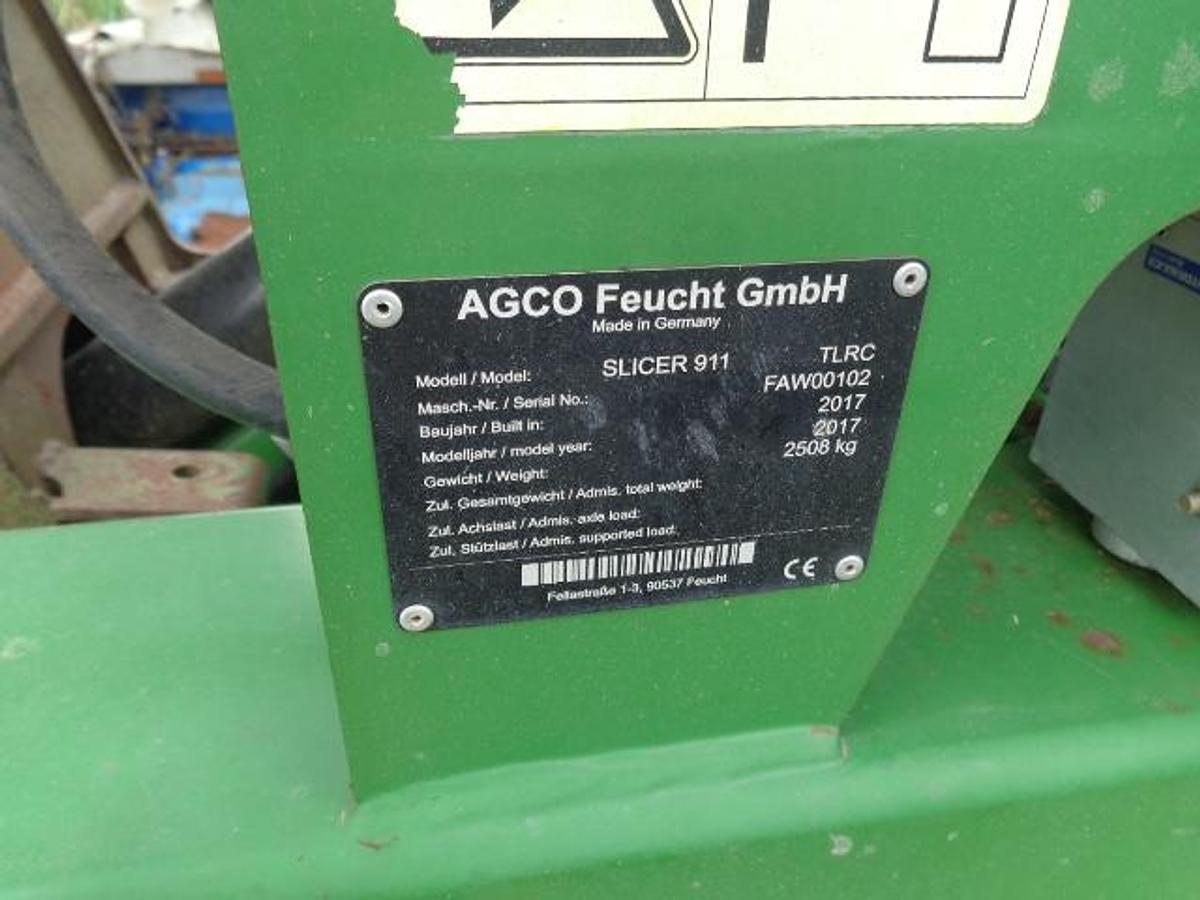 AGCO Feucht GmbH
Made in Germany
Modell / Model: SLICER 911 TLRC
Masch.-Nr. / Serial No.: FAW00102
Baujahr / Built in: 2017
Modelljahr / model year: 2017
Gewicht / Weight: 2508 kg
Zul. Gesamtgewicht / Admis. total weight:
Zul. Achslast / Admis. axle load:
Zul. Stützlast / Admis. supported load:
CE
Fellastraße 1-3, 90537 Feucht